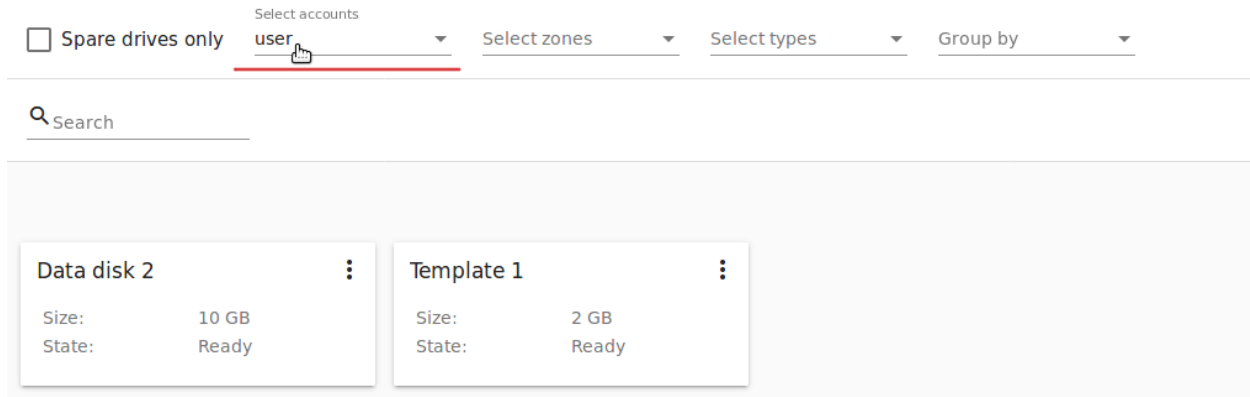 Select accounts
Spare drives only user Select zones Select types Group by
Search
Data disk 2 Template 1
Size: 10 GB Size: 2 GB
State: Ready State: Ready